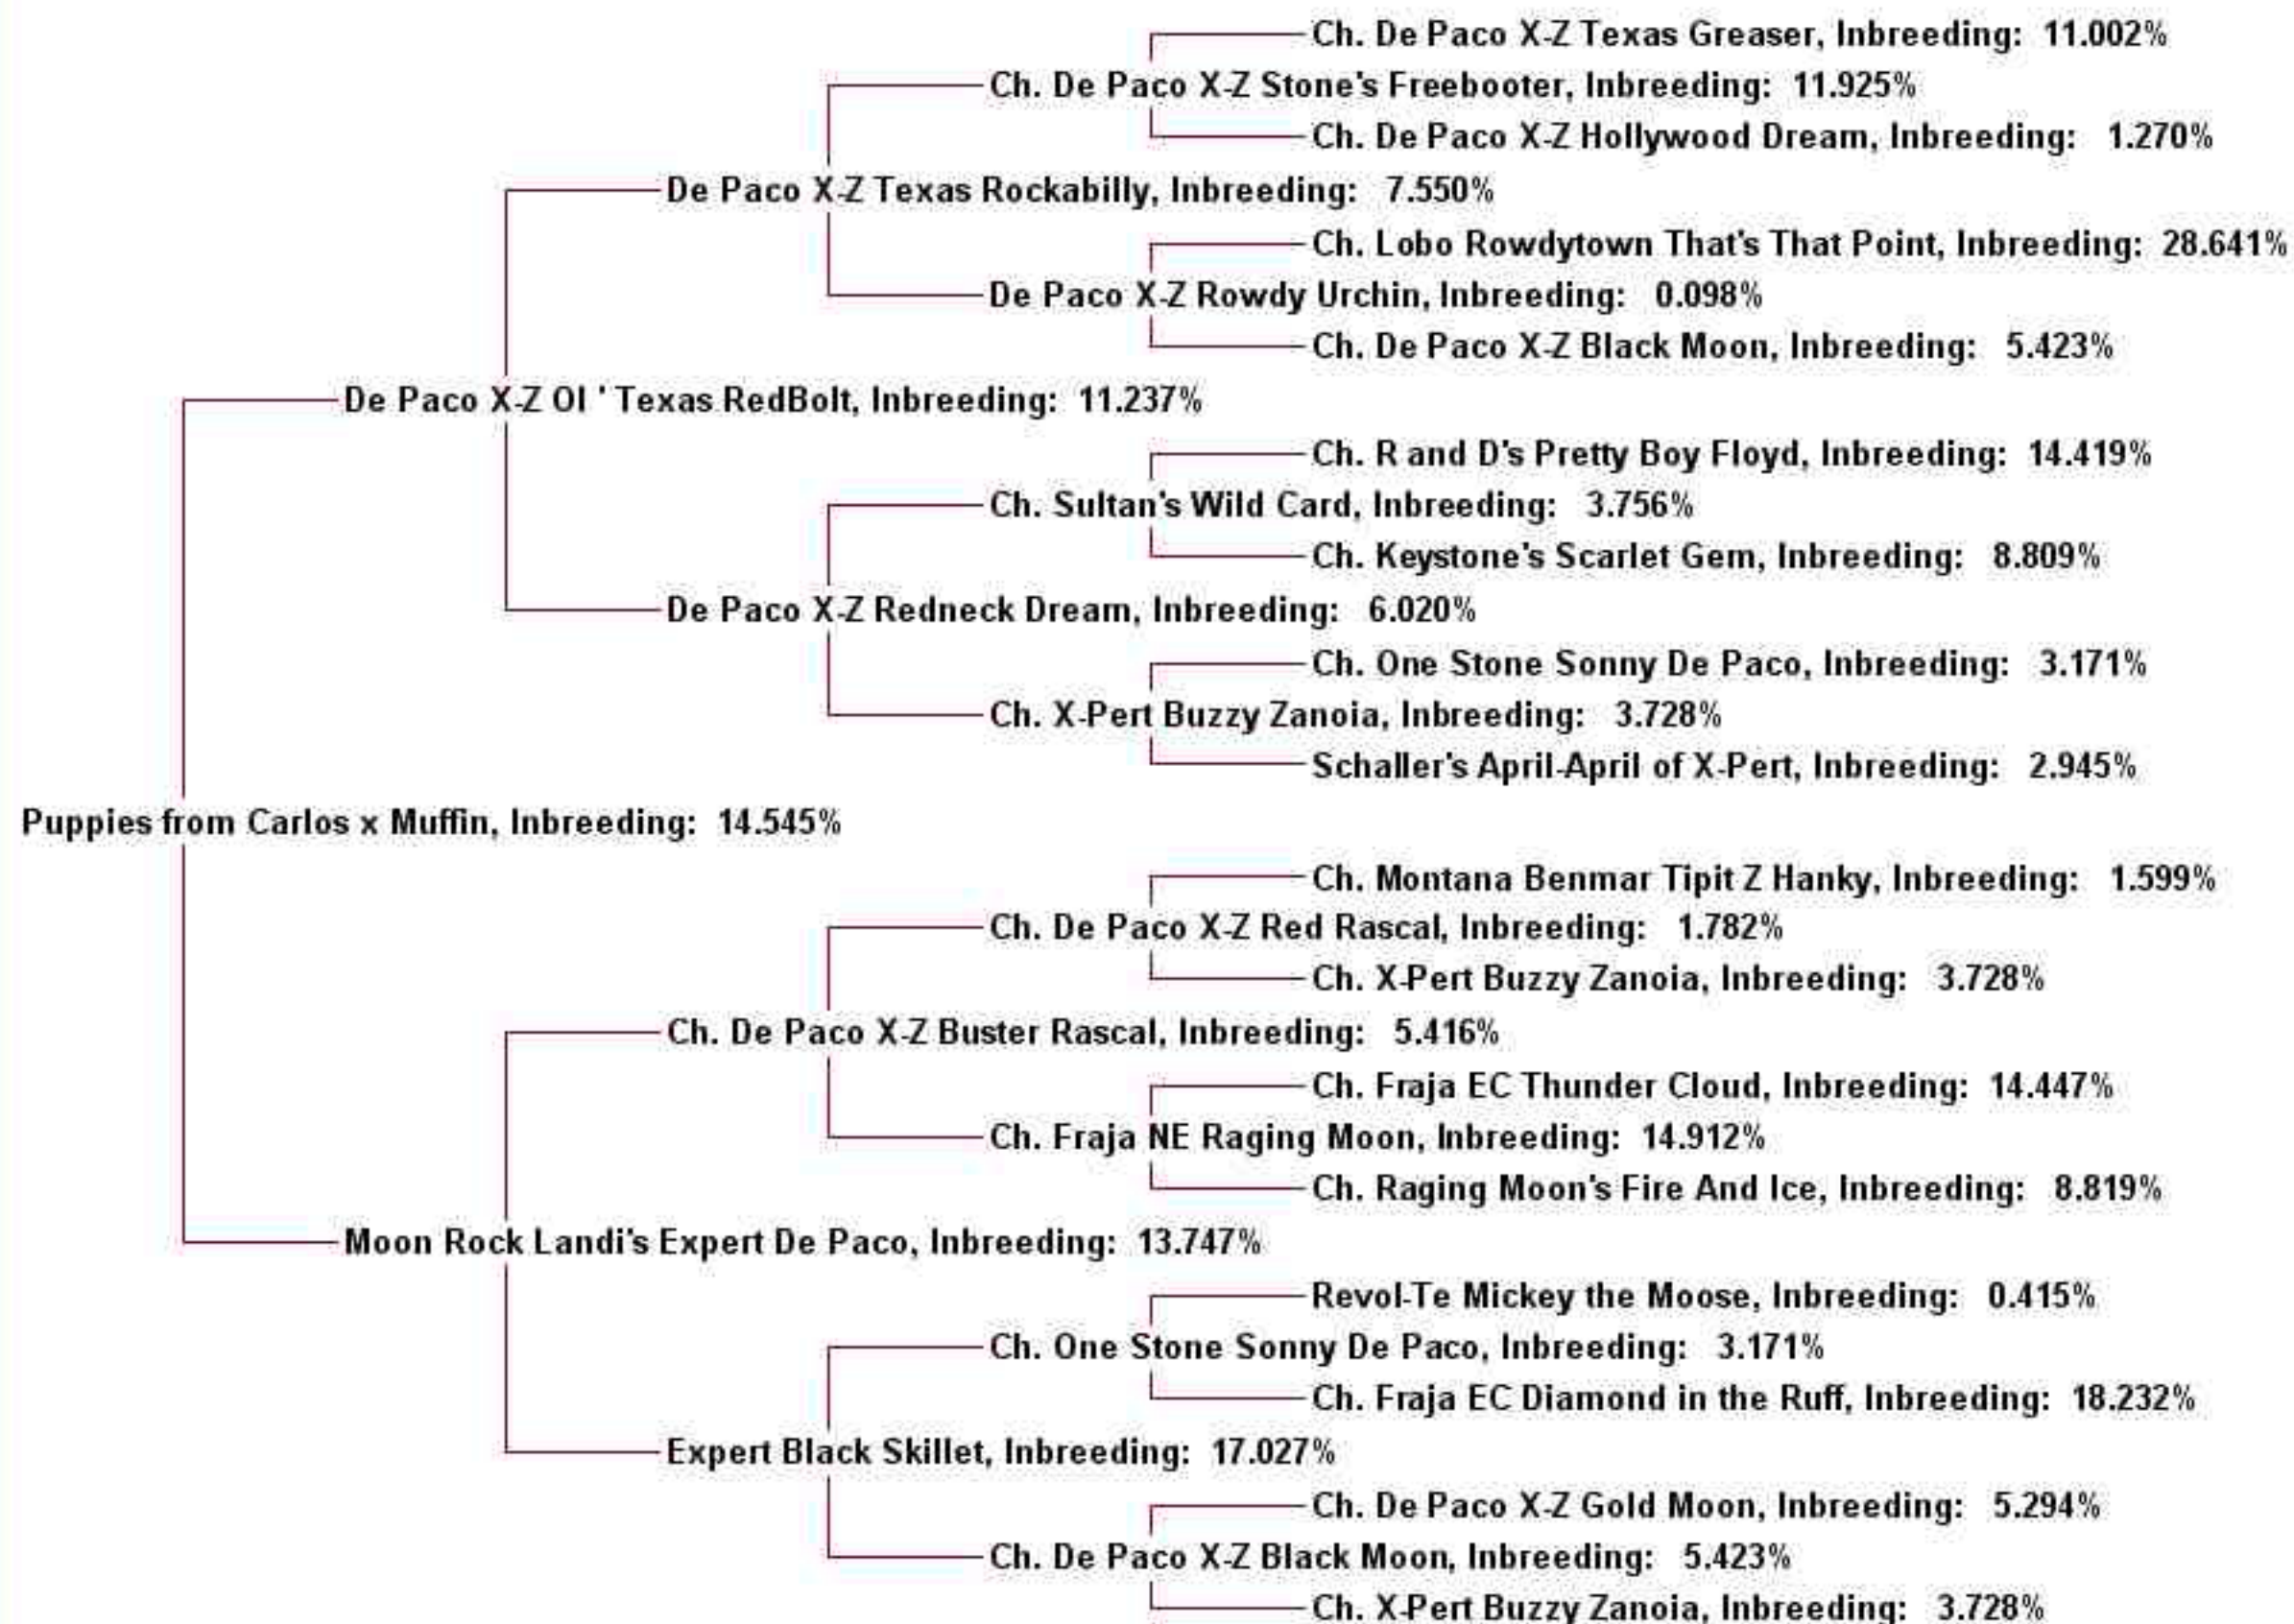 Ch. De Paco X-Z Texas Greaser, Inbreeding: 11.002%
Ch. De Paco X-Z Stone's Freebooter, Inbreeding: 11.925%
Ch. De Paco X-Z Hollywood Dream, Inbreeding: 1.270%
De Paco X-Z Texas Rockabilly, Inbreeding: 7.550%
Ch. Lobo Rowdytown That's That Point, Inbreeding: 28.641%
De Paco X-Z Rowdy Urchin, Inbreeding: 0.098%
Ch. De Paco X-Z Black Moon, Inbreeding: 5.423%
De Paco X-Z Ol ' Texas RedBolt, Inbreeding: 11.237%
Ch. R and D's Pretty Boy Floyd, Inbreeding: 14.419%
Ch. Sultan's Wild Card, Inbreeding: 3.756%
Ch. Keystone's Scarlet Gem, Inbreeding: 8.809%
De Paco X-Z Redneck Dream, Inbreeding: 6.020%
Ch. One Stone Sonny De Paco, Inbreeding: 3.171%
Ch. X-Pert Buzzy Zanoia, Inbreeding: 3.728%
Schaller's April-April of X-Pert, Inbreeding: 2.945%
Puppies from Carlos x Muffin, Inbreeding: 14.545%
Ch. Montana Benmar Tipit Z Hanky, Inbreeding: 1.599%
Ch. De Paco X-Z Red Rascal, Inbreeding: 1.782%
Ch. X-Pert Buzzy Zanoia, Inbreeding: 3.728%
Ch. De Paco X-Z Buster Rascal, Inbreeding: 5.416%
Ch. Fraja EC Thunder Cloud, Inbreeding: 14.447%
Ch. Fraja NE Raging Moon, Inbreeding: 14.912%
Ch. Raging Moon's Fire And Ice, Inbreeding: 8.819%
Moon Rock Landi's Expert De Paco, Inbreeding: 13.747%
Revol-Te Mickey the Moose, Inbreeding: 0.415%
Ch. One Stone Sonny De Paco, Inbreeding: 3.171%
Ch. Fraja EC Diamond in the Ruff, Inbreeding: 18.232%
Expert Black Skillet, Inbreeding: 17.027%
Ch. De Paco X-Z Gold Moon, Inbreeding: 5.294%
Ch. De Paco X-Z Black Moon, Inbreeding: 5.423%
Ch. X-Pert Buzzy Zanoia, Inbreeding: 3.728%